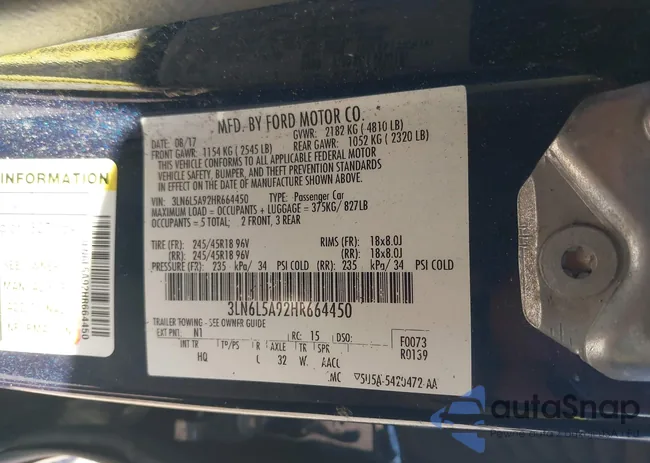 MFD. BY FORD MOTOR CO.
DATE: 08/17 GVWR: 2182 KG ( 4810 LB)
FRONT GAWR: 1154 KG ( 2545 LB) REAR GAWR: 1052 KG ( 2320 LB)
THIS VEHICLE CONFORMS TO ALL APPLICABLE FEDERAL MOTOR
VEHICLE SAFETY, BUMPER, AND THEFT PREVENTION STANDARDS
IN EFFECT ON THE DATE OF MANUFACTURE SHOWN ABOVE.
VIN: 3LN6L5A92HR664450 TYPE: Passenger Car
MAXIMUM LOAD = OCCUPANTS + LUGGAGE = 375KG/ 827LB
OCCUPANTS = 5 TOTAL; 2 FRONT, 3 REAR
TIRE (FR): 245/45R18 96V RIMS (FR): 18x8.0J
(RR): 245/45R18 96V (RR): 18x8.0J
PRESSURE (FR): 235 kPa/ 34 PSI COLD (RR): 235 kPa/ 34 PSI COLD
3LN6L5A92HR664450
TRAILER TOWING - SEE OWNER GUIDE
EXT PNT: N1 RC: 15 DSO: F0073
R0139
INT TR TP/PS R AXLE TR SPR
HQ C 32 W AACC
5U5A-5420472-AA
INFORMATION
3LN6L5A92HR664450
autoSnap